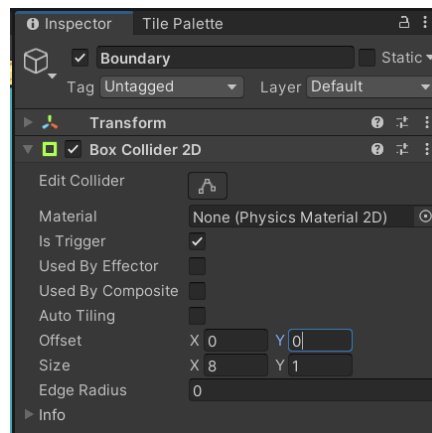 Inspector Tile Palette
Boundary Static
Tag Untagged Layer Default
Transform
Box Collider 2D
Edit Collider
Material None (Physics Material 2D)
Is Trigger
Used By Effector
Used By Composite
Auto Tiling
Offset X 0 Y 0
Size X 8 Y 1
Edge Radius 0
Info